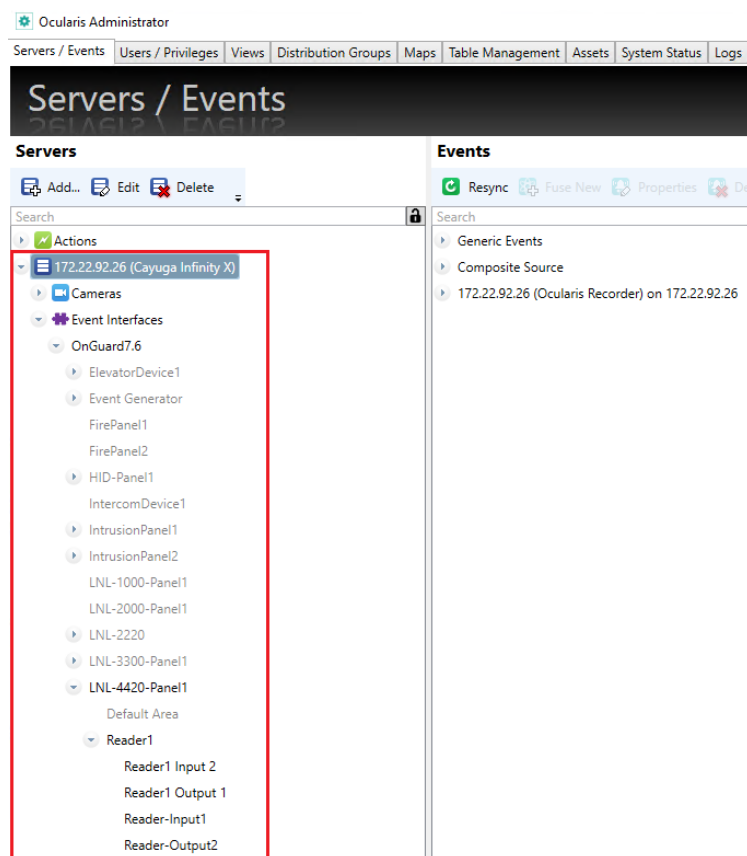 Ocularis Administrator
Servers / Events Users / Privileges Views Distribution Groups Maps Table Management Assets System Status Logs
Servers / Events
Servers
Add... Edit Delete
Search
Actions
172.22.92.26 (Cayuga Infinity X)
Cameras
Event Interfaces
OnGuard7.6
ElevatorDevice1
Event Generator
FirePanel1
FirePanel2
HID-Panel1
IntercomDevice1
IntrusionPanel1
IntrusionPanel2
LNL-1000-Panel1
LNL-2000-Panel1
LNL-2220
LNL-3300-Panel1
LNL-4420-Panel1
Default Area
Reader1
Reader1 Input 2
Reader1 Output 1
Reader-Input1
Reader-Output2
Events
Resync Fuse New Properties De
Search
Generic Events
Composite Source
172.22.92.26 (Ocularis Recorder) on 172.22.92.26